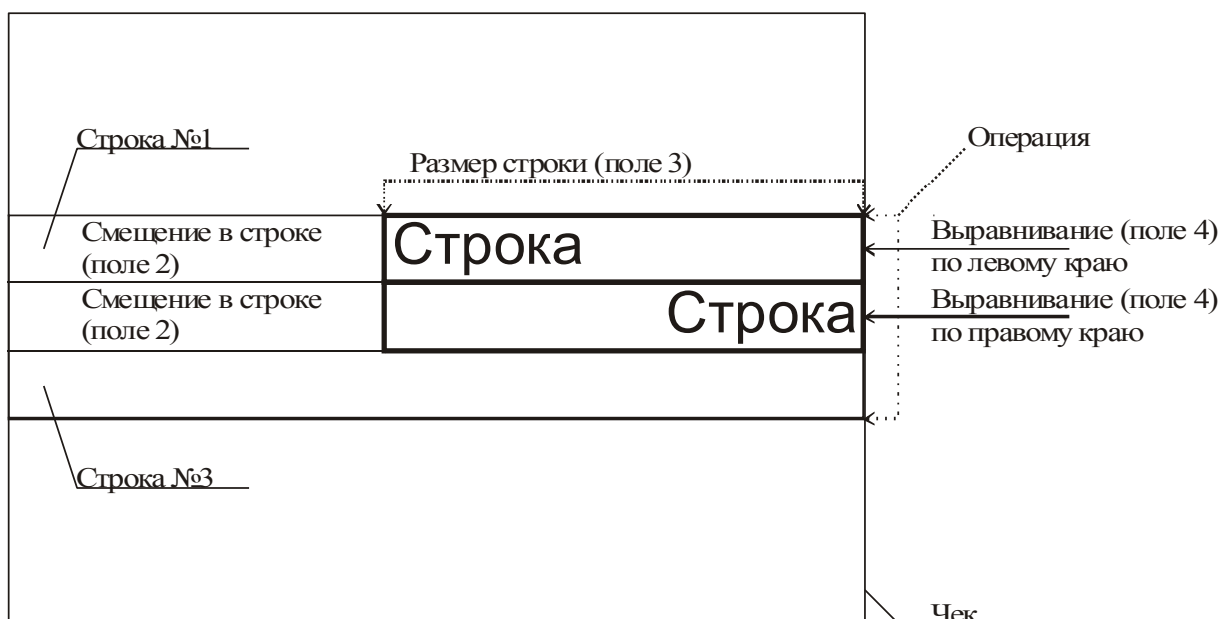 Строка №1
Операция
Размер строки (поле 3)
Смещение в строке
(поле 2)
Строка
Выравнивание (поле 4)
по левому краю
Смещение в строке
(поле 2)
Строка
Выравнивание (поле 4)
по правому краю
Строка №3
Чек